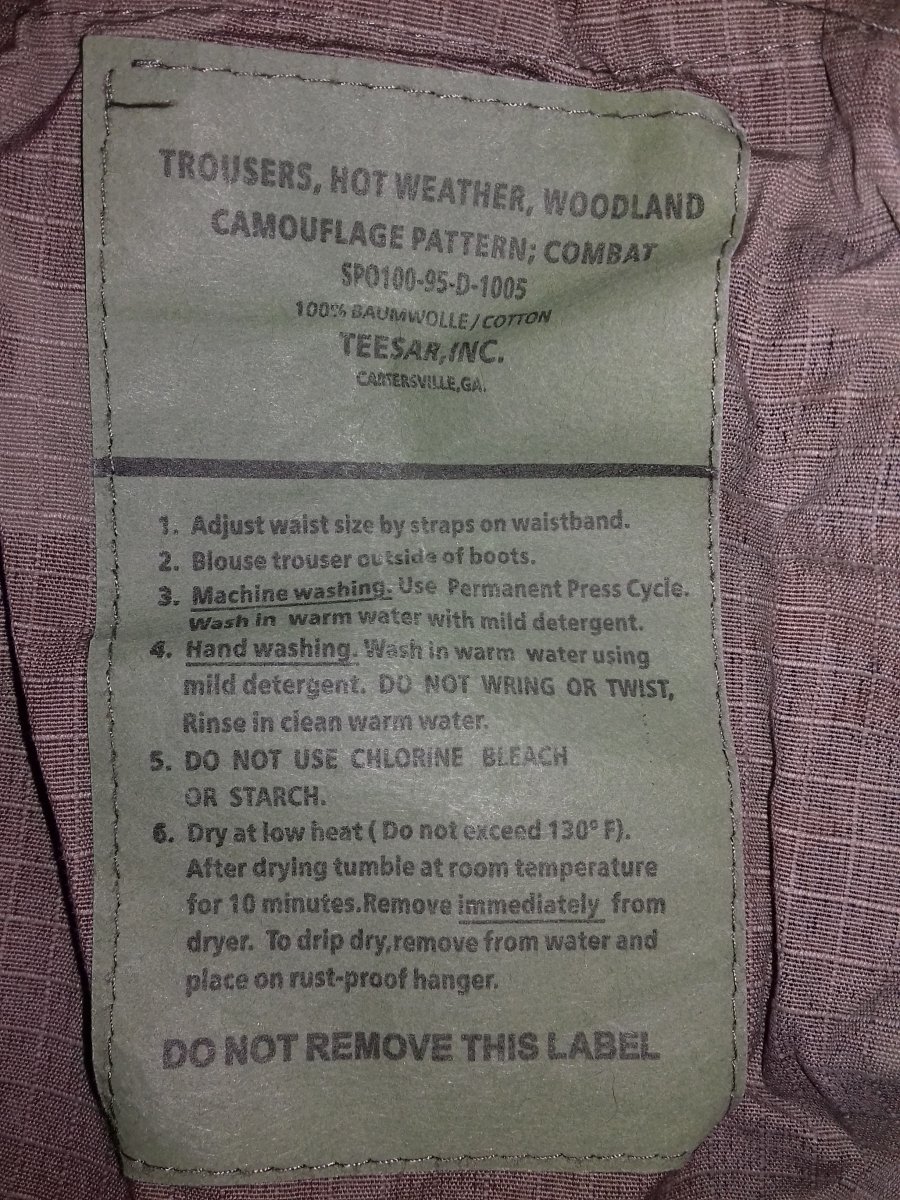 TROUSERS, HOT WEATHER, WOODLAND
CAMOUFLAGE PATTERN; COMBAT
SPO100-95-D-1005
100% BAUMWOLLE/COTTON
TEESAR,INC.
CARTERSVILLE,GA.
1. Adjust waist size by straps on waistband.
2. Blouse trouser outside of boots.
3. Machine washing. Use Permanent Press Cycle.
Wash in warm water with mild detergent.
4. Hand washing. Wash in warm water using
mild detergent. DO NOT WRING OR TWIST,
Rinse in clean warm water.
5. DO NOT USE CHLORINE BLEACH
OR STARCH.
6. Dry at low heat ( Do not exceed 130° F).
After drying tumble at room temperature
for 10 minutes.Remove immediately from
dryer. To drip dry,remove from water and
place on rust-proof hanger.
DO NOT REMOVE THIS LABEL